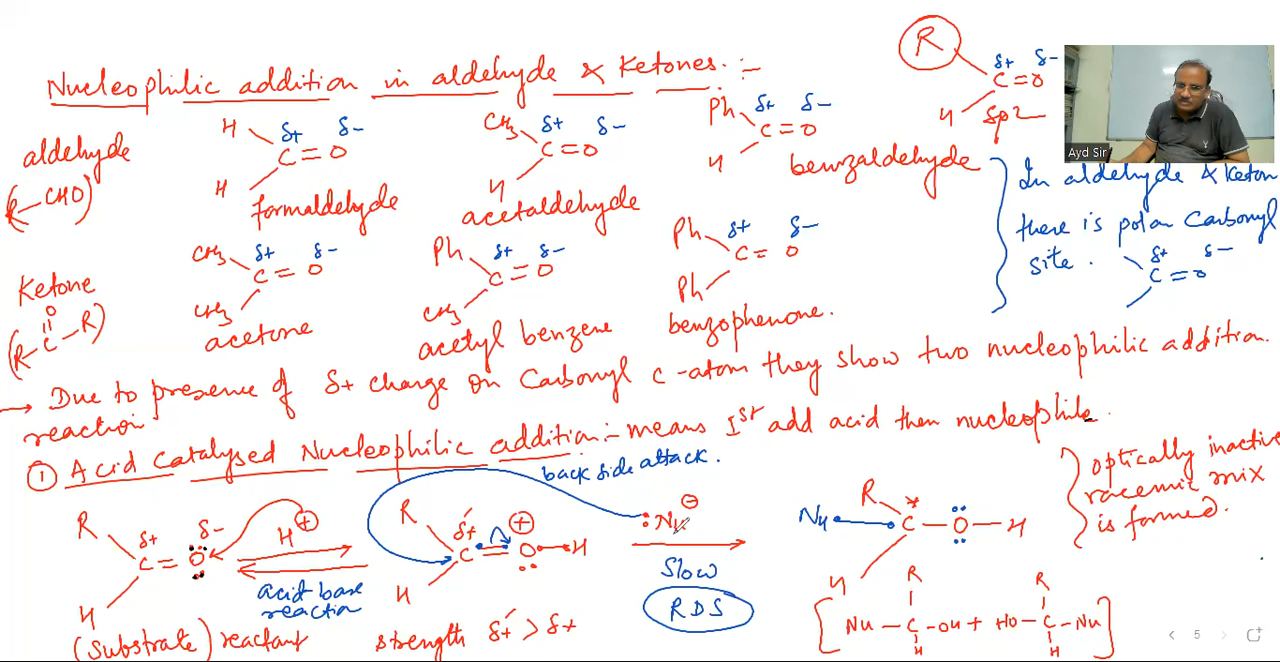 Nucleophilic addition in aldehyde & Ketones. :-
R
δ+ δ-
C=O
H
sp2
Ayd Sir
aldehyde
(R-CHO)
H
δ+ δ-
C=O
H
formaldehyde
CH3
δ+ δ-
C=O
H
acetaldehyde
Ph
δ+ δ-
C=O
H
benzaldehyde
In aldehyde & Keton
there is polar Carbonyl
site.
δ+ δ-
C=O
Ketone
O
(R-C-R)
CH3
δ+ δ-
C=O
CH3
acetone
Ph
δ+ δ-
C=O
CH3
acetyl benzene
Ph
δ+ δ-
C=O
Ph
benzophenone.
→ Due to presence of δ+ charge on Carbonyl C-atom they show two nucleophilic addition.
reaction.
① Acid Catalysed Nucleophilic addition:- means Ist add acid then nucleophile.
back side attack.
optically inactive
racemic mix
is formed.
R
δ+ δ-
C=O
H
H⊕
acid base
reaction
(Substrate) reactant
R
δ+́ ⊕
C=O-H
H
strength δ+́ > δ+
:Nu⊖
Slow
RDS
R
*
Nu-C-O-H
H
R R
[Nu-C-OH + HO-C-Nu]
H H
5